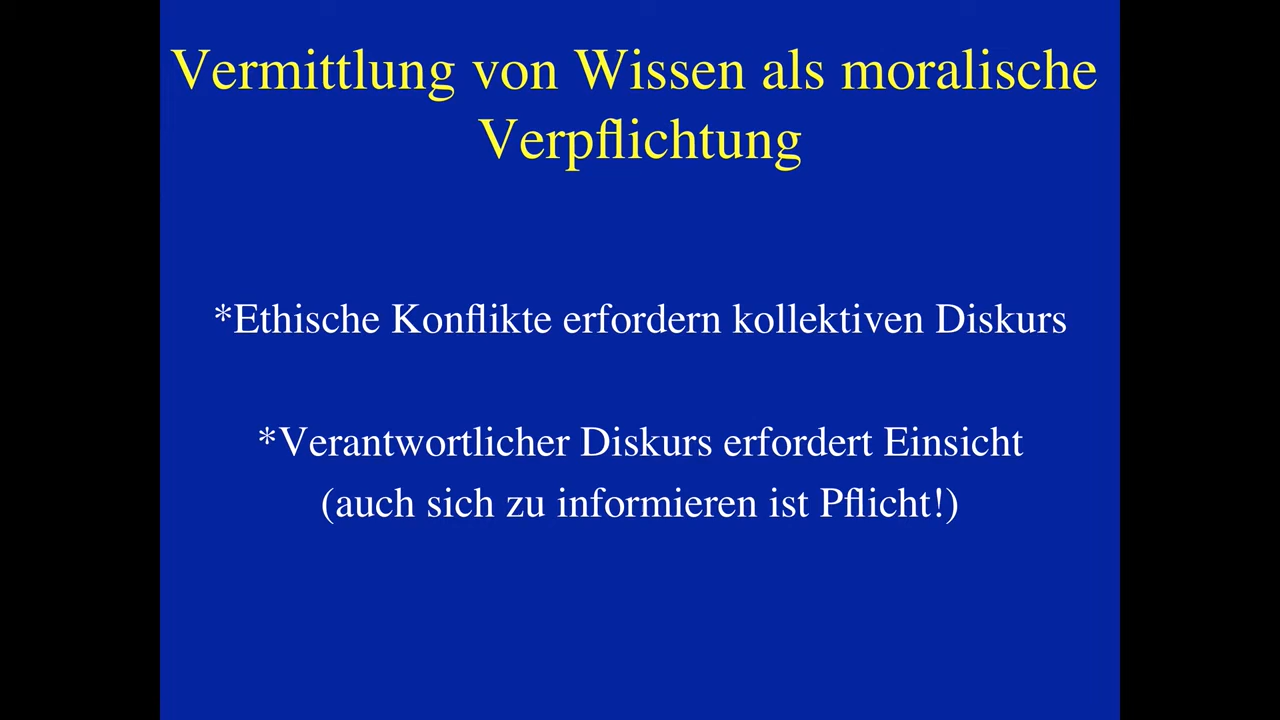 Vermittlung von Wissen als moralische
Verpflichtung
*Ethische Konflikte erfordern kollektiven Diskurs
*Verantwortlicher Diskurs erfordert Einsicht
(auch sich zu informieren ist Pflicht!)